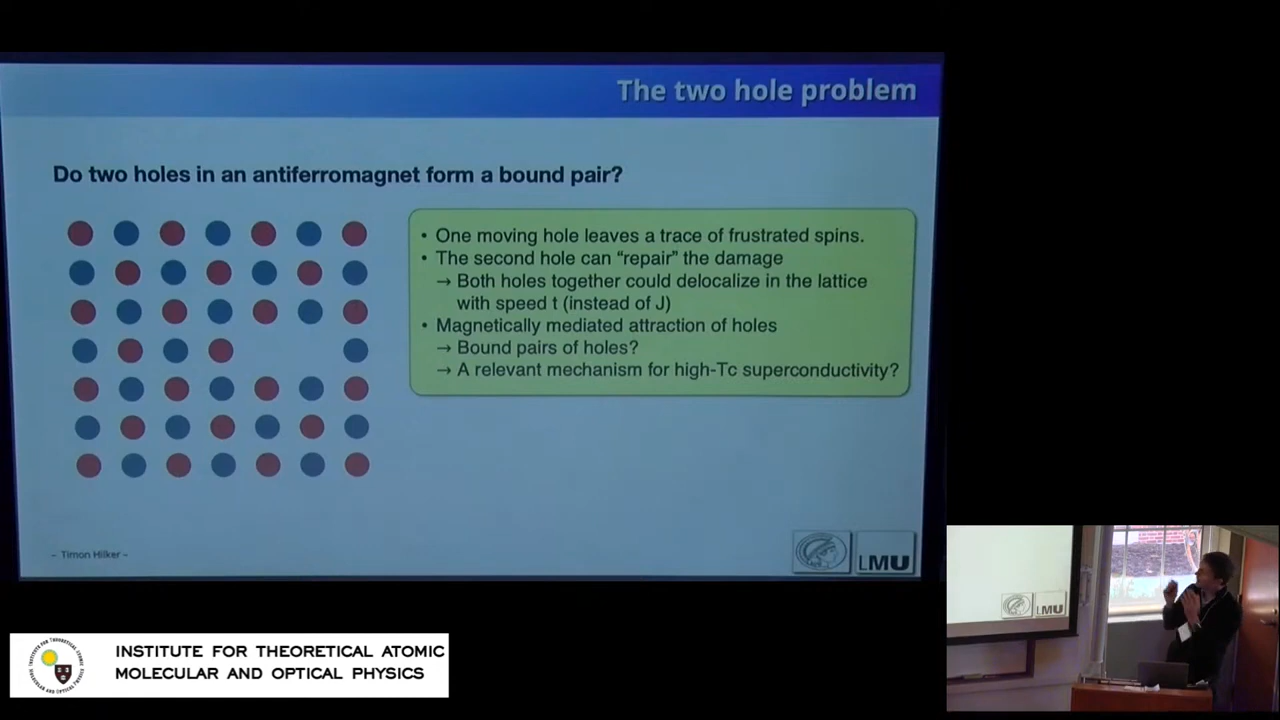 The two hole problem
Do two holes in an antiferromagnet form a bound pair?
• One moving hole leaves a trace of frustrated spins.
• The second hole can “repair” the damage
→ Both holes together could delocalize in the lattice
with speed t (instead of J)
• Magnetically mediated attraction of holes
→ Bound pairs of holes?
→ A relevant mechanism for high-Tc superconductivity?
– Timon Hilker –
LMU
LMU
INSTITUTE FOR THEORETICAL ATOMIC
MOLECULAR AND OPTICAL PHYSICS